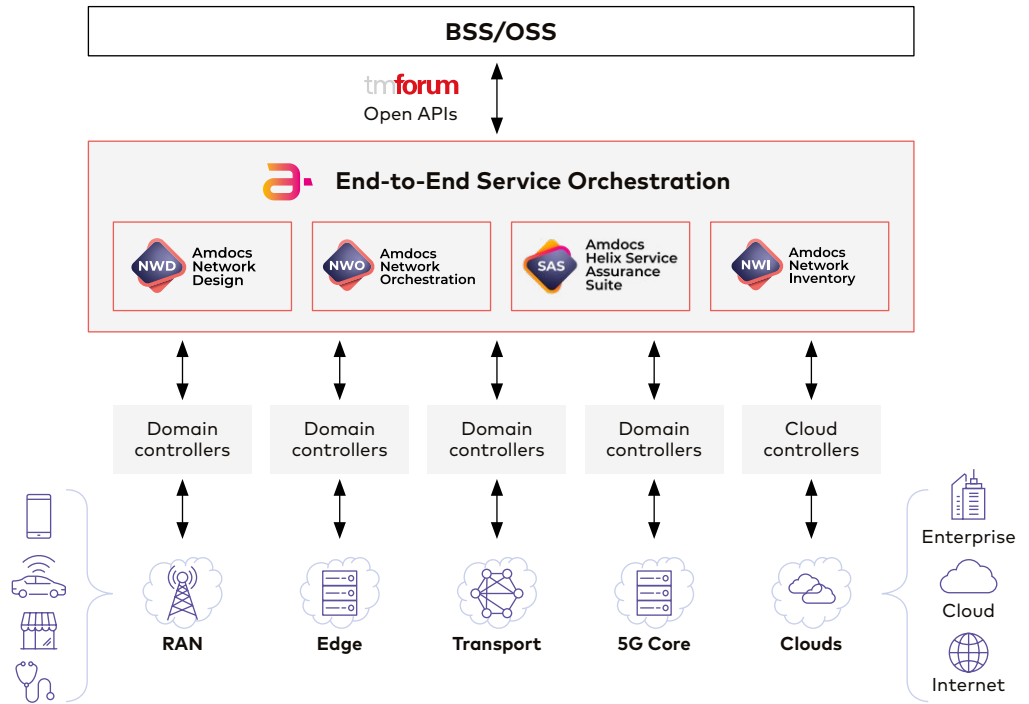 BSS/OSS
tmforum
Open APIs
End-to-End Service Orchestration
NWD
Amdocs
Network
Design
NWO
Amdocs
Network
Orchestration
SAS
Amdocs
Helix Service
Assurance
Suite
NWI
Amdocs
Network
Inventory
Domain
controllers
Domain
controllers
Domain
controllers
Domain
controllers
Cloud
controllers
RAN
Edge
Transport
5G Core
Clouds
Enterprise
Cloud
Internet